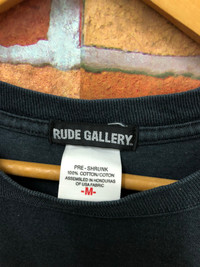 RUDE GALLERY
PRE-SHRUNK
100% COTTON/COTON
ASSEMBLED IN HONDURAS
OF USA FABRIC
-M-